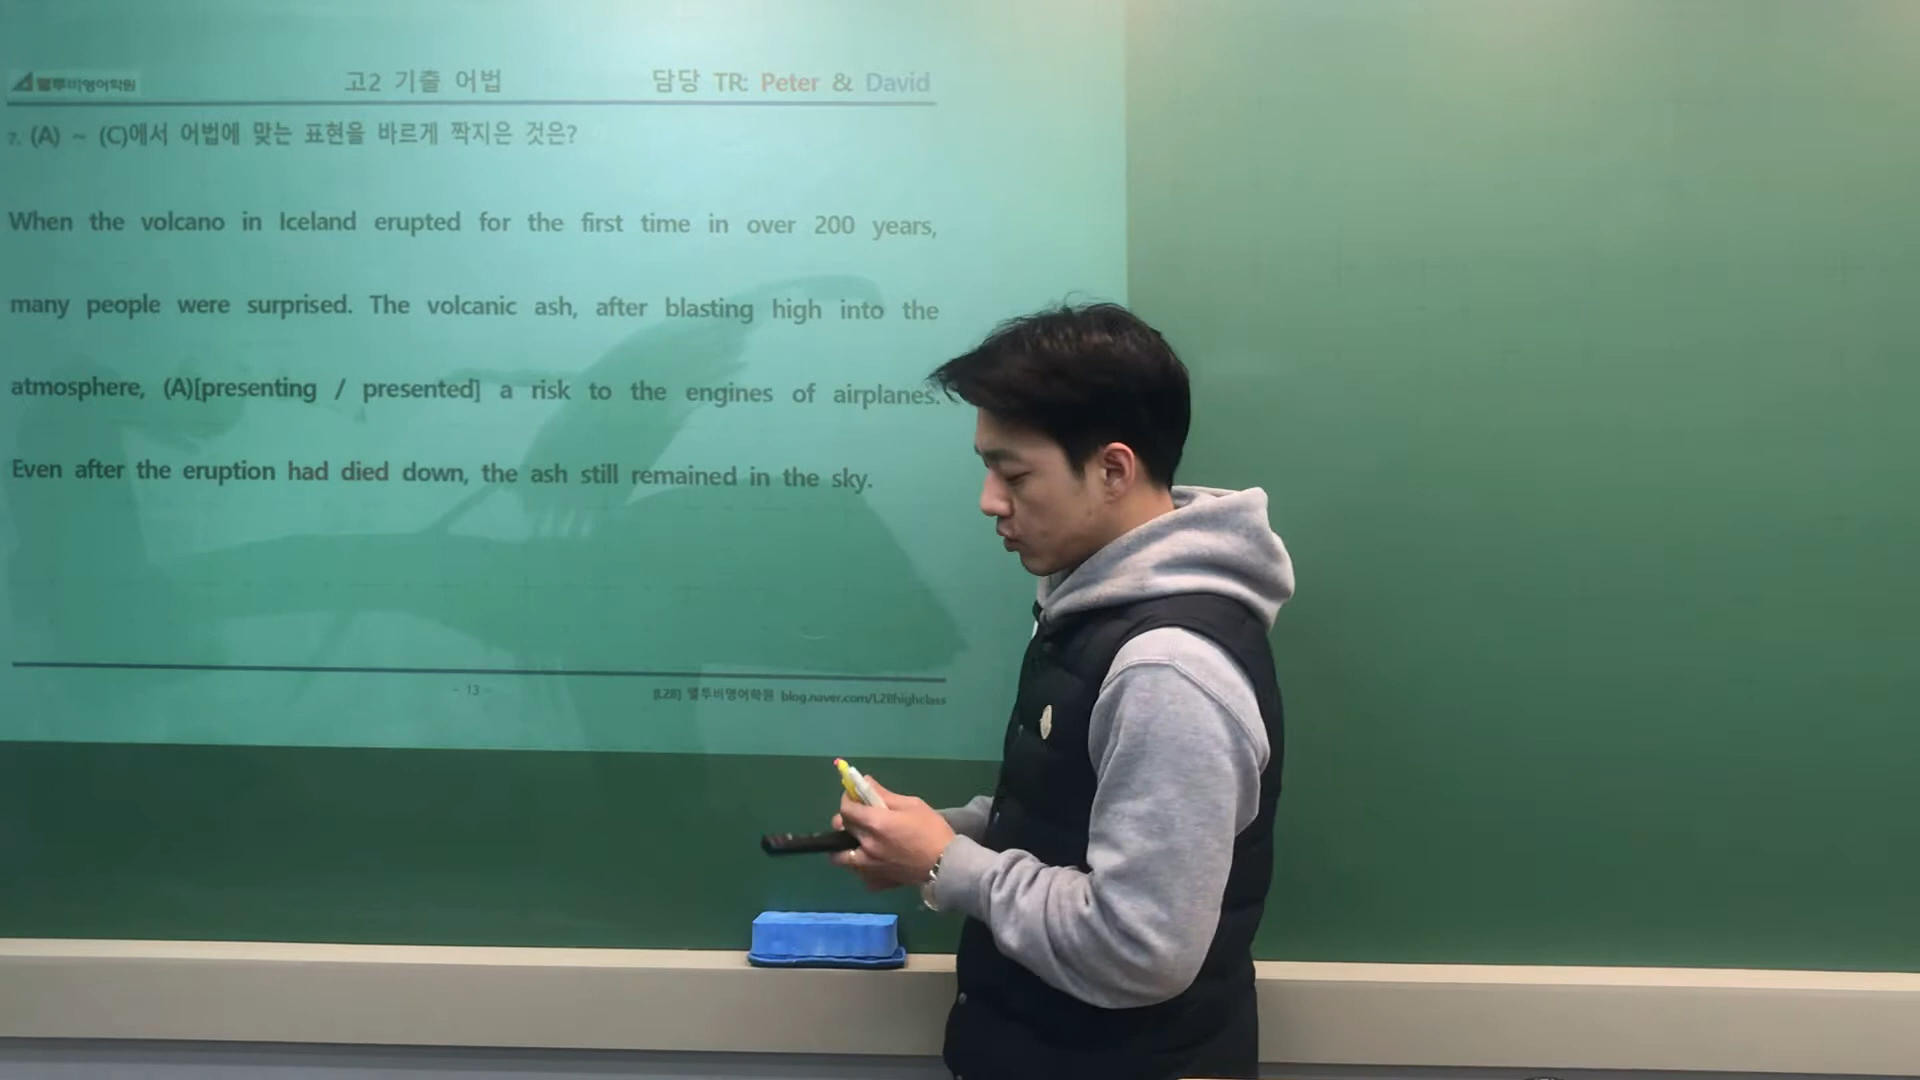 열투비영어학원 고2 기출 어법 담당 TR: Peter & David
7. (A) ~ (C)에서 어법에 맞는 표현을 바르게 짝지은 것은?
When the volcano in Iceland erupted for the first time in over 200 years,
many people were surprised. The volcanic ash, after blasting high into the
atmosphere, (A)[presenting / presented] a risk to the engines of airplanes.
Even after the eruption had died down, the ash still remained in the sky.
- 13 - [L2B] 열투비영어학원 blog.naver.com/L2Bhighclass